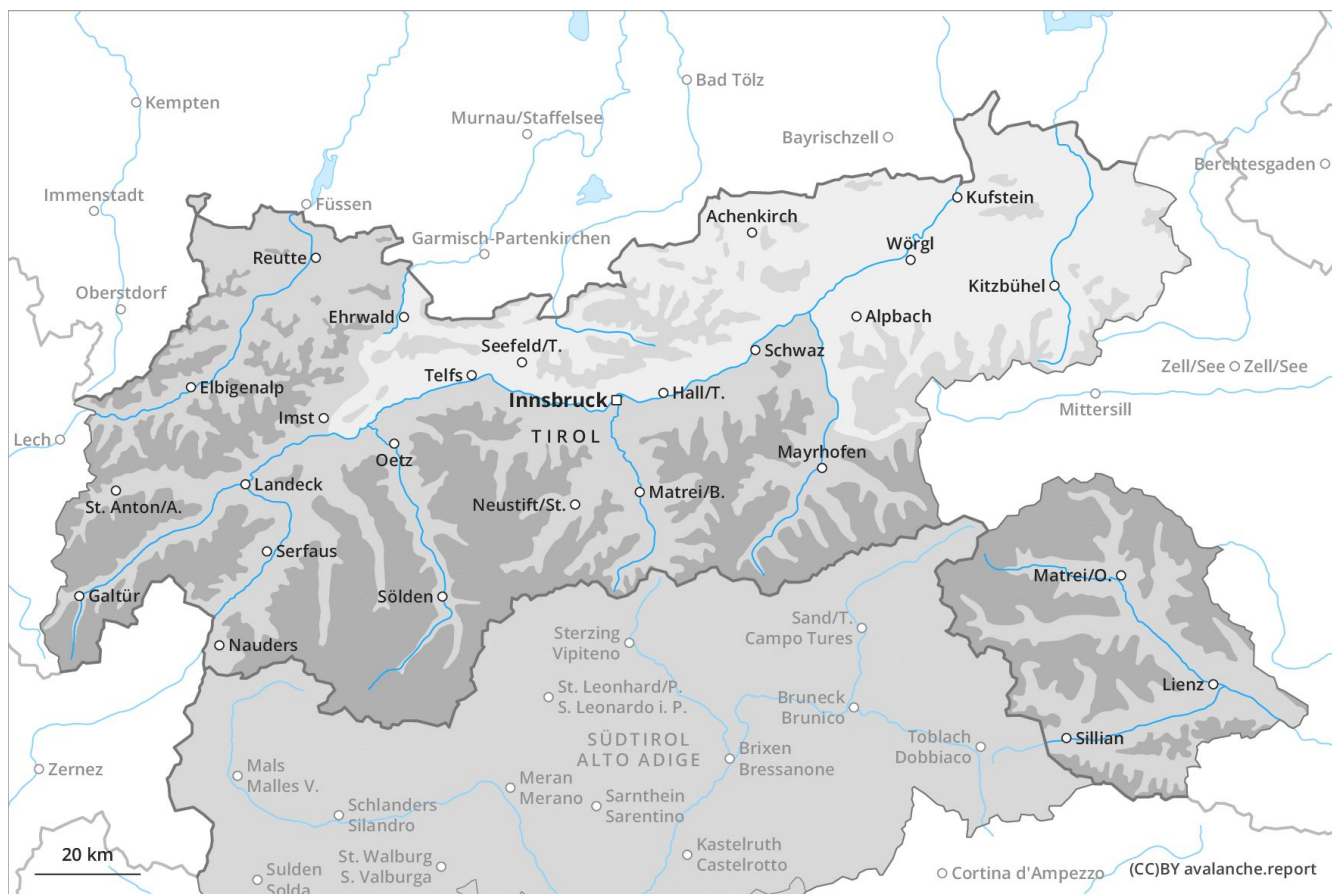 Bad Tölz
Kempten
Murnau/Staffelsee
Bayrischzell
Berchtesgaden
Immenstadt
Kufstein
Füssen
Achenkirch
Garmisch-Partenkirchen
Wörgl
Reutte
Kitzbühel
Oberstdorf
Ehrwald
Alpbach
Seefeld/T.
Schwaz
Zell/See
Zell/See
Telfs
Elbigenalp
Hall/T.
Innsbruck
Mittersill
Imst
Lech
TIROL
Oetz
Mayrhofen
Landeck
Matrei/B.
St. Anton/A.
Neustift/St.
Serfaus
Matrei/O.
Galtür
Sölden
Sand/T.
Campo Tures
Sterzing
Vipiteno
Nauders
Lienz
St. Leonhard/P.
S. Leonardo i. P.
Bruneck
Brunico
SÜDTIROL
ALTO ADIGE
Toblach
Dobbiaco
Sillian
Brixen
Bressanone
Zernez
Mals
Malles V.
Meran
Merano
Sarnthein
Sarentino
Schlanders
Silandro
Kastelruth
Castelrotto
20 km
St. Walburg
S. Valburga
Sulden
Solda
Cortina d'Ampezzo
(CC)BY avalanche.report